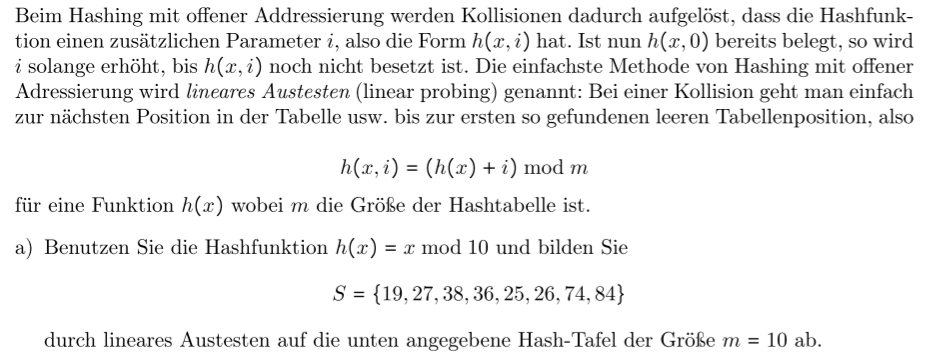 Beim Hashing mit offener Addressierung werden Kollisionen dadurch aufgelöst, dass die Hashfunk-
tion einen zusätzlichen Parameter i, also die Form h(x, i) hat. Ist nun h(x, 0) bereits belegt, so wird
i solange erhöht, bis h(x, i) noch nicht besetzt ist. Die einfachste Methode von Hashing mit offener
Adressierung wird lineares Austesten (linear probing) genannt: Bei einer Kollision geht man einfach
zur nächsten Position in der Tabelle usw. bis zur ersten so gefundenen leeren Tabellenposition, also
h(x, i) = (h(x) + i) mod m
für eine Funktion h(x) wobei m die Größe der Hashtabelle ist.
a) Benutzen Sie die Hashfunktion h(x) = x mod 10 und bilden Sie
S = {19, 27, 38, 36, 25, 26, 74, 84}
durch lineares Austesten auf die unten angegebene Hash-Tafel der Größe m = 10 ab.